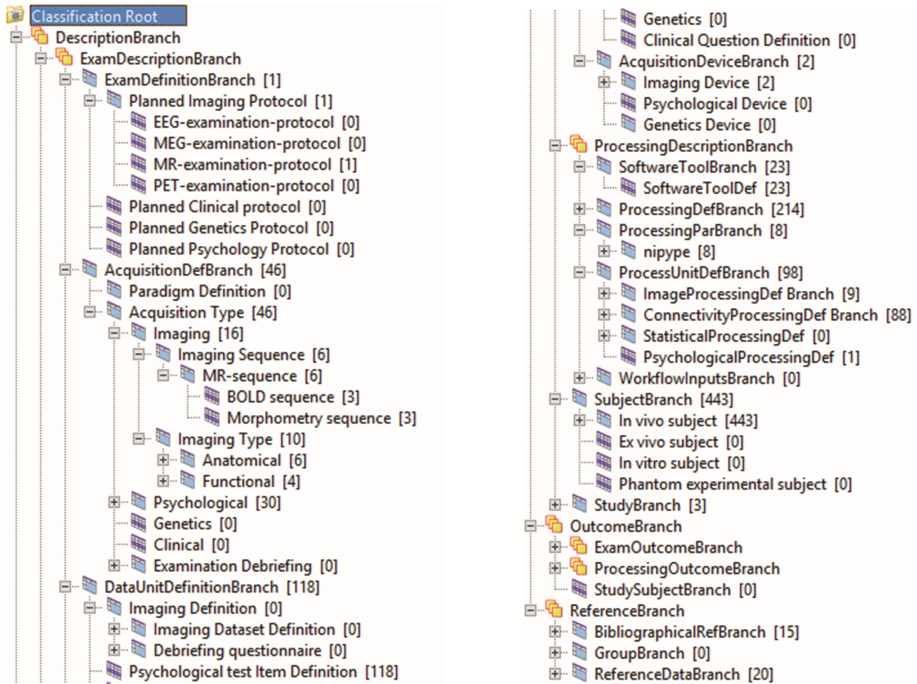 Classification Root
DescriptionBranch
ExamDescriptionBranch
ExamDefinitionBranch [1]
Planned Imaging Protocol [1]
EEG-examination-protocol [0]
MEG-examination-protocol [0]
MR-examination-protocol [1]
PET-examination-protocol [0]
Planned Clinical protocol [0]
Planned Genetics Protocol [0]
Planned Psychology Protocol [0]
AcquisitionDefBranch [46]
Paradigm Definition [0]
Acquisition Type [46]
Imaging [16]
Imaging Sequence [6]
MR-sequence [6]
BOLD sequence [3]
Morphometry sequence [3]
Imaging Type [10]
Anatomical [6]
Functional [4]
Psychological [30]
Genetics [0]
Clinical [0]
Examination Debriefing [0]
DataUnitDefinitionBranch [118]
Imaging Definition [0]
Imaging Dataset Definition [0]
Debriefing questionnaire [0]
Psychological test Item Definition [118]
Genetics [0]
Clinical Question Definition [0]
AcquisitionDeviceBranch [2]
Imaging Device [2]
Psychological Device [0]
Genetics Device [0]
ProcessingDescriptionBranch
SoftwareToolBranch [23]
SoftwareToolDef [23]
ProcessingDefBranch [214]
ProcessingParBranch [8]
nipype [8]
ProcessUnitDefBranch [98]
ImageProcessingDef Branch [9]
ConnectivityProcessingDef Branch [88]
StatisticalProcessingDef [0]
PsychologicalProcessingDef [1]
WorkflowInputsBranch [0]
SubjectBranch [443]
In vivo subject [443]
Ex vivo subject [0]
In vitro subject [0]
Phantom experimental subject [0]
StudyBranch [3]
OutcomeBranch
ExamOutcomeBranch
ProcessingOutcomeBranch
StudySubjectBranch [0]
ReferenceBranch
BibliographicalRefBranch [15]
GroupBranch [0]
ReferenceDataBranch [20]